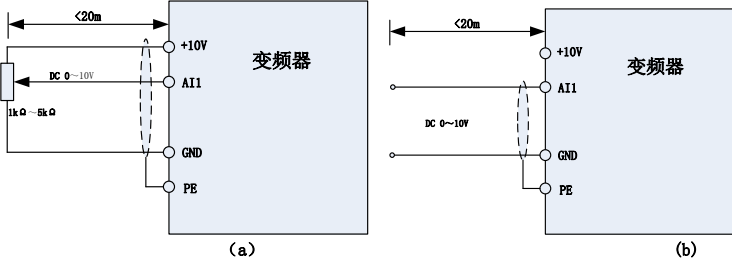 <20m
+10V
变频器
DC 0～10V
AI1
1kΩ～5kΩ
GND
PE
(a)
<20m
+10V
变频器
AI1
DC 0～10V
GND
PE
(b)